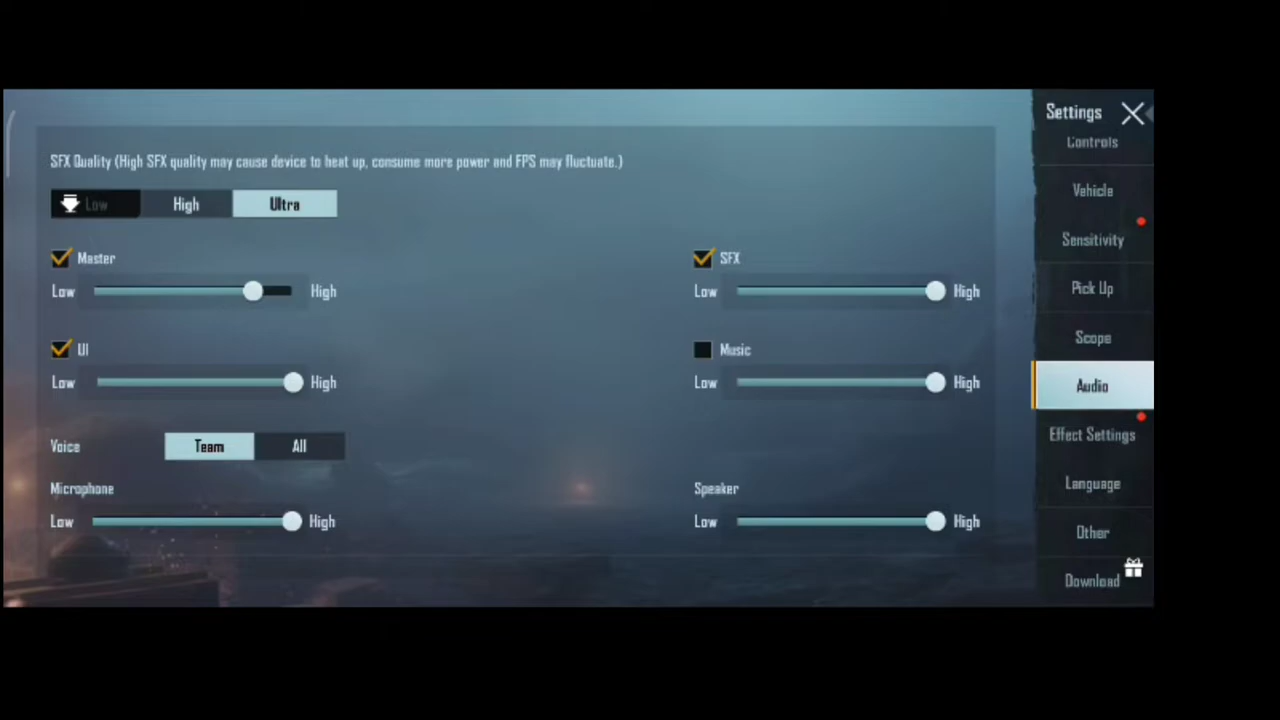 Settings
Controls
SFX Quality (High SFX quality may cause device to heat up, consume more power and FPS may fluctuate.)
Low High Ultra
Vehicle
Sensitivity
Master
Low High
SFX
Low High
Pick Up
Scope
UI
Low High
Music
Low High
Audio
Effect Settings
Voice Team All
Language
Microphone
Low High
Speaker
Low High
Other
Download